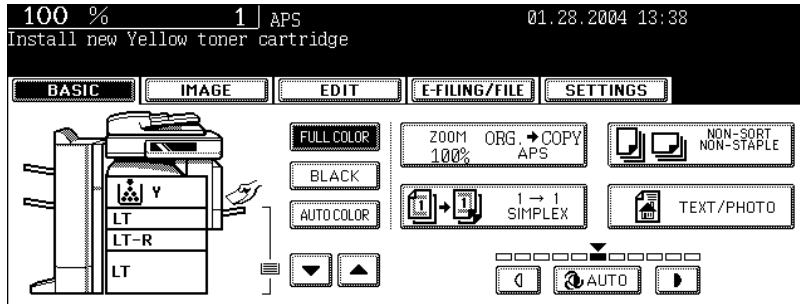 100 % 1 APS 01.28.2004 13:38
Install new Yellow toner cartridge
BASIC IMAGE EDIT E-FILING/FILE SETTINGS
FULL COLOR
BLACK
AUTO COLOR
Y
LT
LT-R
LT
ZOOM ORG.➔COPY
100% APS
NON-SORT
NON-STAPLE
1➔1
1 → 1
SIMPLEX
TEXT/PHOTO
AUTO